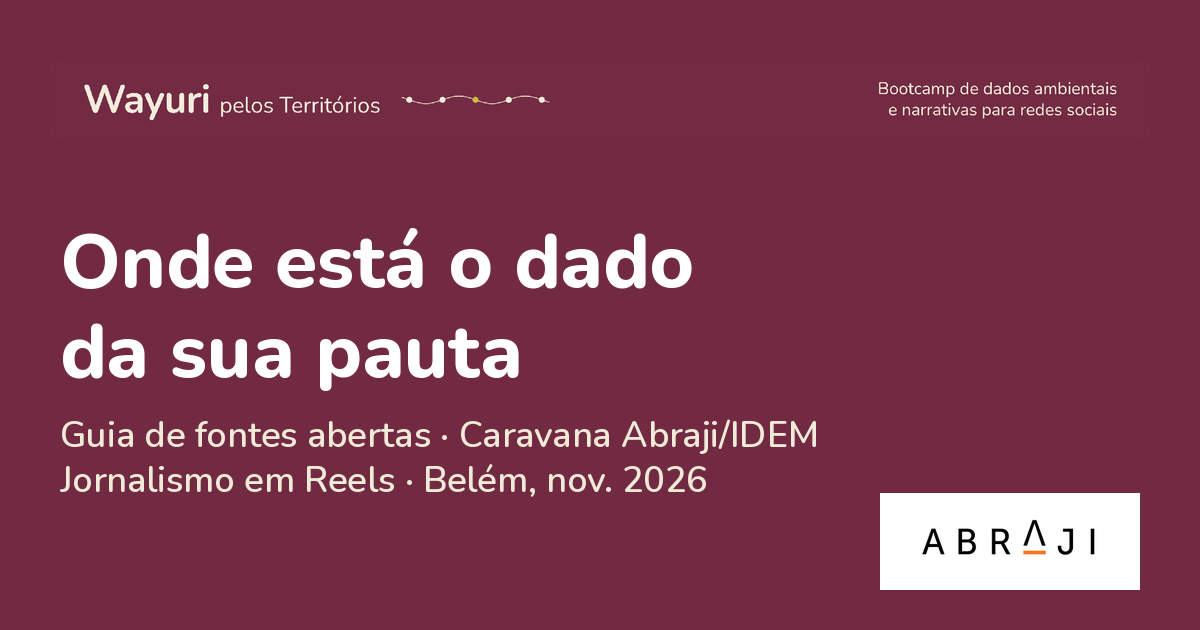 Wayuri pelos Territórios
Bootcamp de dados ambientais
e narrativas para redes sociais
Onde está o dado
da sua pauta
Guia de fontes abertas · Caravana Abraji/IDEM
Jornalismo em Reels · Belém, nov. 2026
ABRAJI